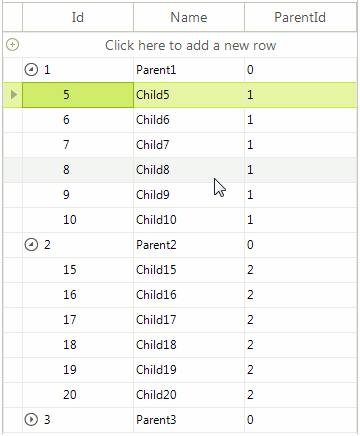 Id Name ParentId
Click here to add a new row
1 Parent1 0
5 Child5 1
6 Child6 1
7 Child7 1
8 Child8 1
9 Child9 1
10 Child10 1
2 Parent2 0
15 Child15 2
16 Child16 2
17 Child17 2
18 Child18 2
19 Child19 2
20 Child20 2
3 Parent3 0